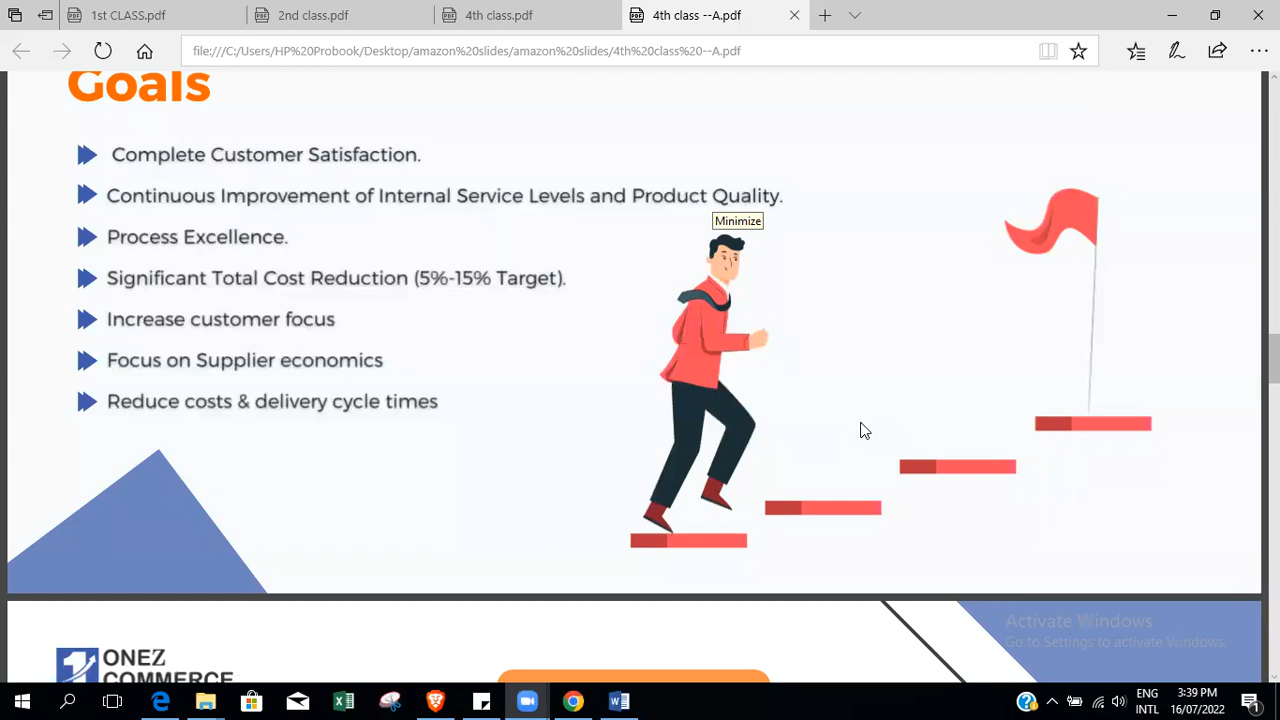 1ST CLASS.pdf
2nd class.pdf
4th class.pdf
4th class --A.pdf
file:///C:/Users/HP%20Probook/Desktop/amazon%20slides/amazon%20slides/4th%20class%20--A.pdf
Goals
Complete Customer Satisfaction.
Continuous Improvement of Internal Service Levels and Product Quality.
Minimize
Process Excellence.
Significant Total Cost Reduction (5%-15% Target).
Increase customer focus
Focus on Supplier economics
Reduce costs & delivery cycle times
Activate Windows
Go to Settings to activate Windows.
ONEZ
COMMERCE
ENG
INTL
3:39 PM
16/07/2022